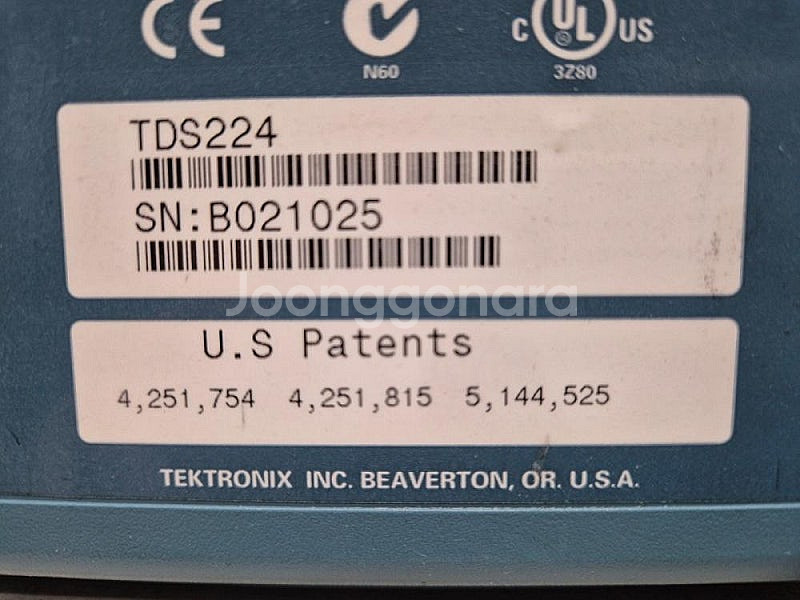 CE
C UL US
N60
3Z80
TDS224
SN:B021025
Joonggonara
U.S Patents
4,251,754 4,251,815 5,144,525
TEKTRONIX INC. BEAVERTON, OR. U.S.A.